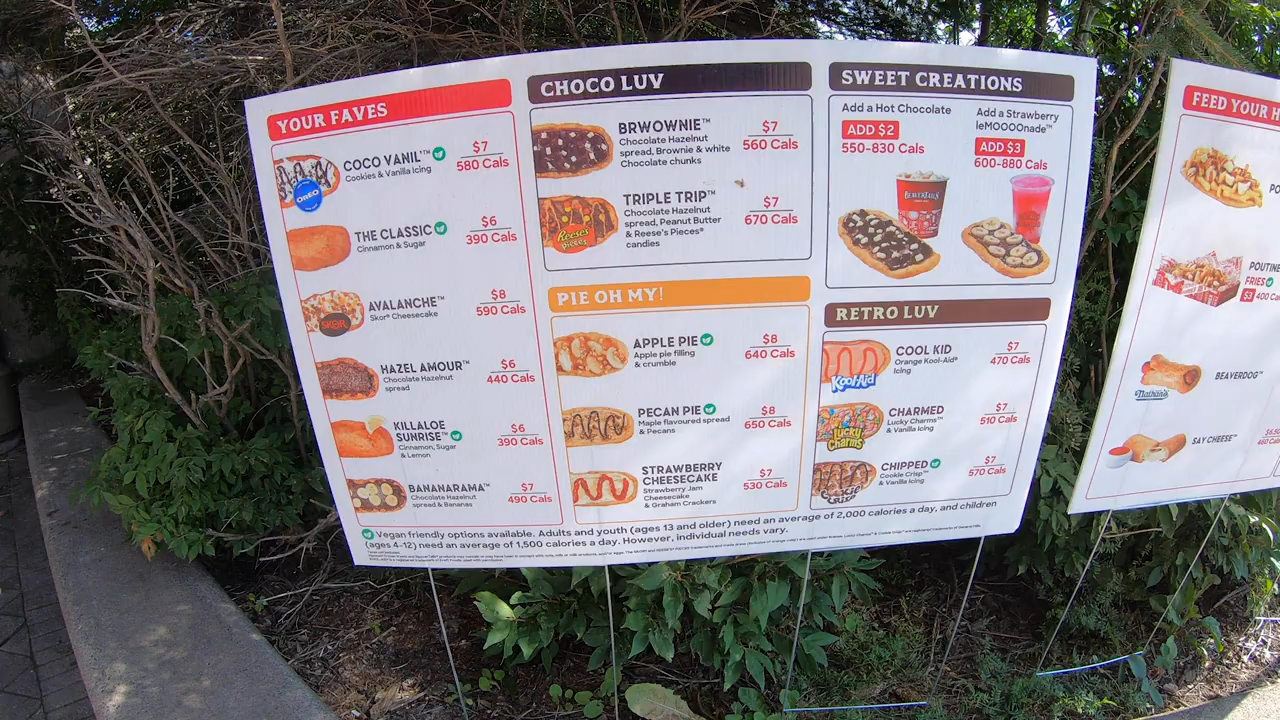 YOUR FAVES
COCO VANIL'™
Cookies & Vanilla Icing
$7
580 Cals
OREO
THE CLASSIC
Cinnamon & Sugar
$6
390 Cals
AVALANCHE™
Skor® Cheesecake
$8
590 Cals
SKOR
HAZEL AMOUR™
Chocolate Hazelnut
spread
$6
440 Cals
KILLALOE
SUNRISE™
Cinnamon, Sugar
& Lemon
$6
390 Cals
BANANARAMA™
Chocolate Hazelnut
spread & Bananas
$7
490 Cals
CHOCO LUV
BRWOWNIE™
Chocolate Hazelnut
spread, Brownie & white
Chocolate chunks
$7
560 Cals
TRIPLE TRIP™
Chocolate Hazelnut
spread, Peanut Butter
& Reese's Pieces®
candies
$7
670 Cals
Reese's
Pieces
PIE OH MY!
APPLE PIE
Apple pie filling
& crumble
$8
640 Cals
PECAN PIE
Maple flavoured spread
& Pecans
$8
650 Cals
STRAWBERRY
CHEESECAKE
Strawberry Jam
Cheesecake
& Graham Crackers
$7
530 Cals
SWEET CREATIONS
Add a Hot Chocolate
ADD $2
550-830 Cals
Add a Strawberry
leMOOOOnade™
ADD $3
600-880 Cals
BEAVERTAILS
RETRO LUV
COOL KID
Orange Kool-Aid®
Icing
$7
470 Cals
Kool-Aid
CHARMED
Lucky Charms™
& Vanilla Icing
$7
510 Cals
Lucky
Charms
CHIPPED
Cookie Crisp™
& Vanilla Icing
$7
570 Cals
COOKIE
CRISP
Vegan friendly options available. Adults and youth (ages 13 and older) need an average of 2,000 calories a day, and children
(ages 4-12) need an average of 1,500 calories a day. However, individual needs vary.
FEED YOUR H
PO
POUTINE
FRIES
$3 400 C
BEAVERDOG™
Nathan's
SAY CHEESE™